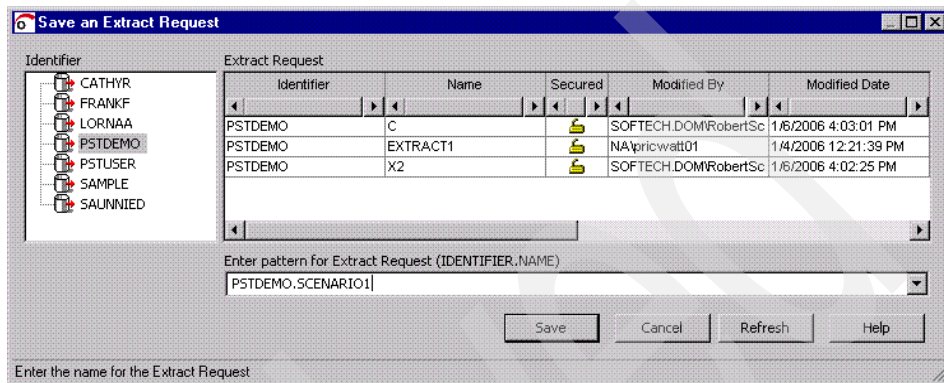 Save an Extract Request
Identifier
CATHYR
FRANKF
LORNAA
PSTDEMO
PSTUSER
SAMPLE
SAUNNIED
Extract Request
Identifier Name Secured Modified By Modified Date
PSTDEMO C SOFTECH.DOM\RobertSc 1/6/2006 4:03:01 PM
PSTDEMO EXTRACT1 NA\pricwatt01 1/4/2006 12:21:39 PM
PSTDEMO X2 SOFTECH.DOM\RobertSc 1/6/2006 4:02:25 PM
Enter pattern for Extract Request (IDENTIFIER.NAME)
PSTDEMO.SCENARIO1
Save Cancel Refresh Help
Enter the name for the Extract Request